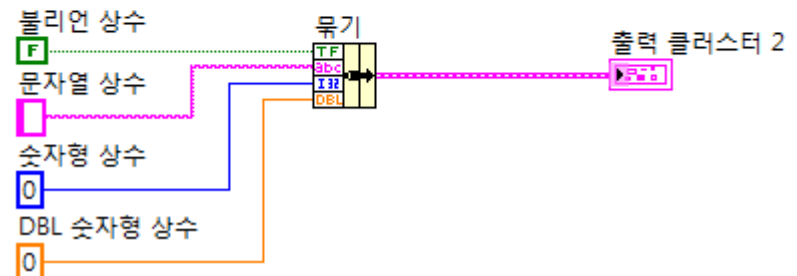 불리언 상수
묶기
출력 클러스터 2
F
TF
문자열 상수
abc
I32
DBL
숫자형 상수
0
DBL 숫자형 상수
0